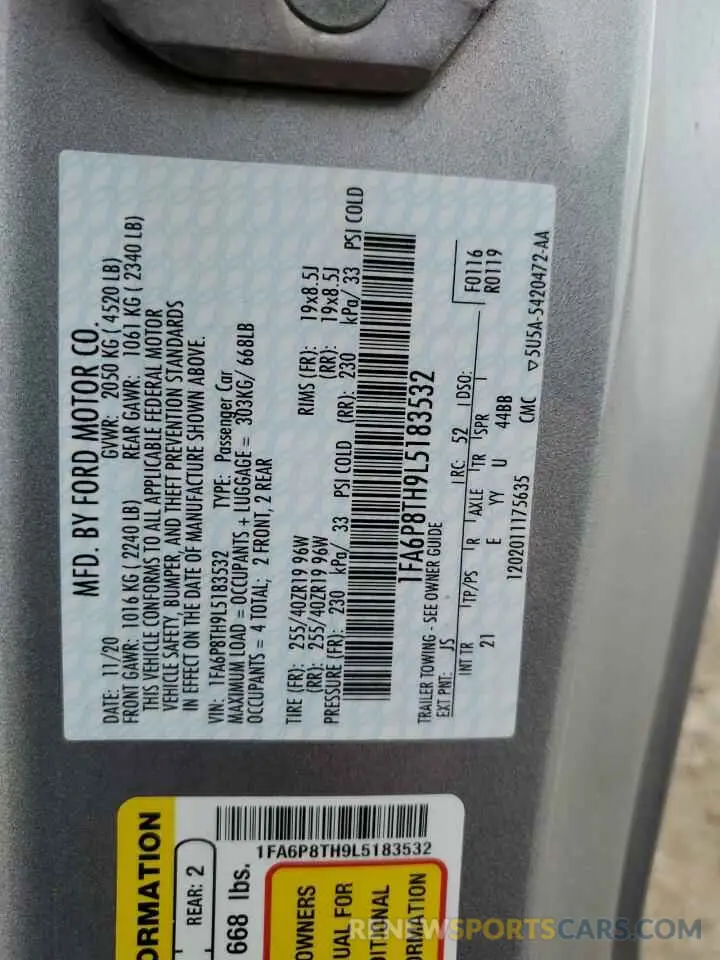 MFD. BY FORD MOTOR CO.
DATE: 11/20 GVWR: 2050 KG ( 4520 LB)
FRONT GAWR: 1016 KG ( 2240 LB) REAR GAWR: 1061 KG ( 2340 LB)
THIS VEHICLE CONFORMS TO ALL APPLICABLE FEDERAL MOTOR
VEHICLE SAFETY, BUMPER, AND THEFT PREVENTION STANDARDS
IN EFFECT ON THE DATE OF MANUFACTURE SHOWN ABOVE.
VIN: 1FA6P8TH9L5183532 TYPE: Passenger Car
MAXIMUM LOAD = OCCUPANTS + LUGGAGE = 303KG/ 668LB
OCCUPANTS = 4 TOTAL; 2 FRONT, 2 REAR
TIRE (FR): 255/40ZR19 96W RIMS (FR): 19x8.5J
(RR): 255/40ZR19 96W (RR): 19x8.5J
PRESSURE (FR): 230 kPa/ 33 PSI COLD (RR): 230 kPa/ 33 PSI COLD
1FA6P8TH9L5183532
TRAILER TOWING - SEE OWNER GUIDE
EXT PNT: JS RC: 52 DSO: F0116
INT TR TP/PS R AXLE TR SPR R0119
21 E YY U 44BB
1202011175635 CMC ▽5U5A-5420472-AA
ORMATION
REAR: 2
668 lbs.
1FA6P8TH9L5183532
OWNERS
UAL FOR
DITIONAL
ORMATION
RENEWSPORTSCARS.COM